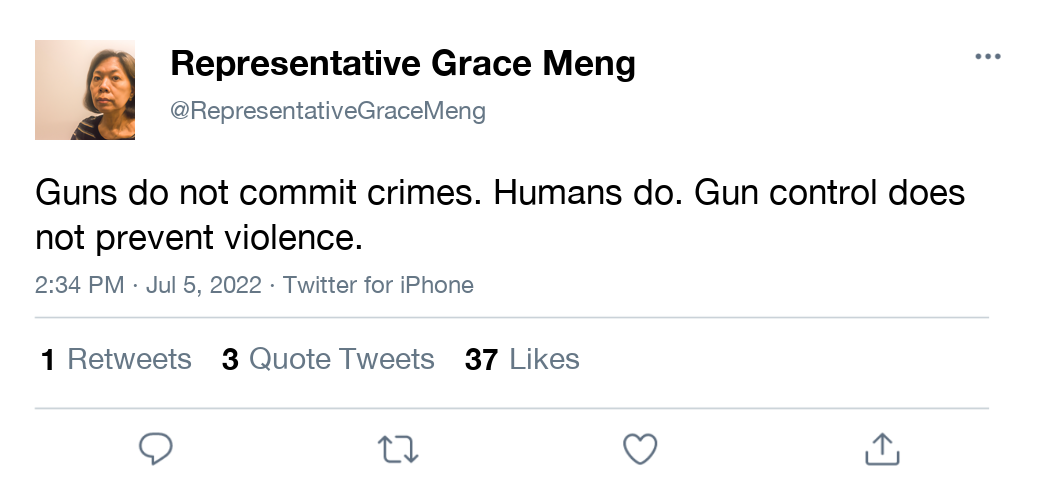 Representative Grace Meng
@RepresentativeGraceMeng
Guns do not commit crimes. Humans do. Gun control does
not prevent violence.
2:34 PM · Jul 5, 2022 · Twitter for iPhone
1 Retweets 3 Quote Tweets 37 Likes